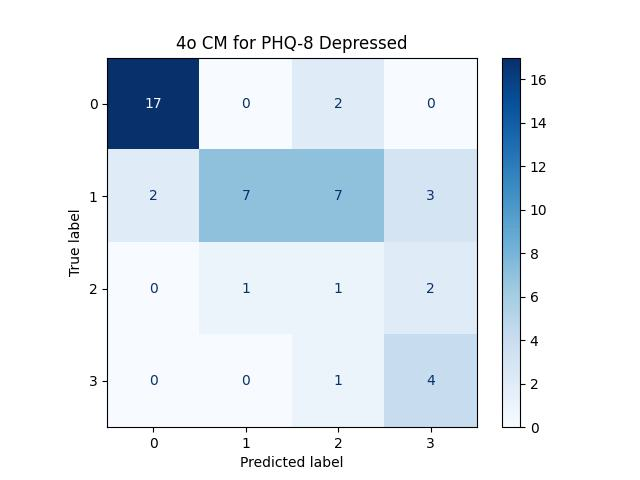 4o CM for PHQ-8 Depressed
True label
0 17 0 2 0
1 2 7 7 3
2 0 1 1 2
3 0 0 1 4
0 1 2 3
Predicted label
16
14
12
10
8
6
4
2
0